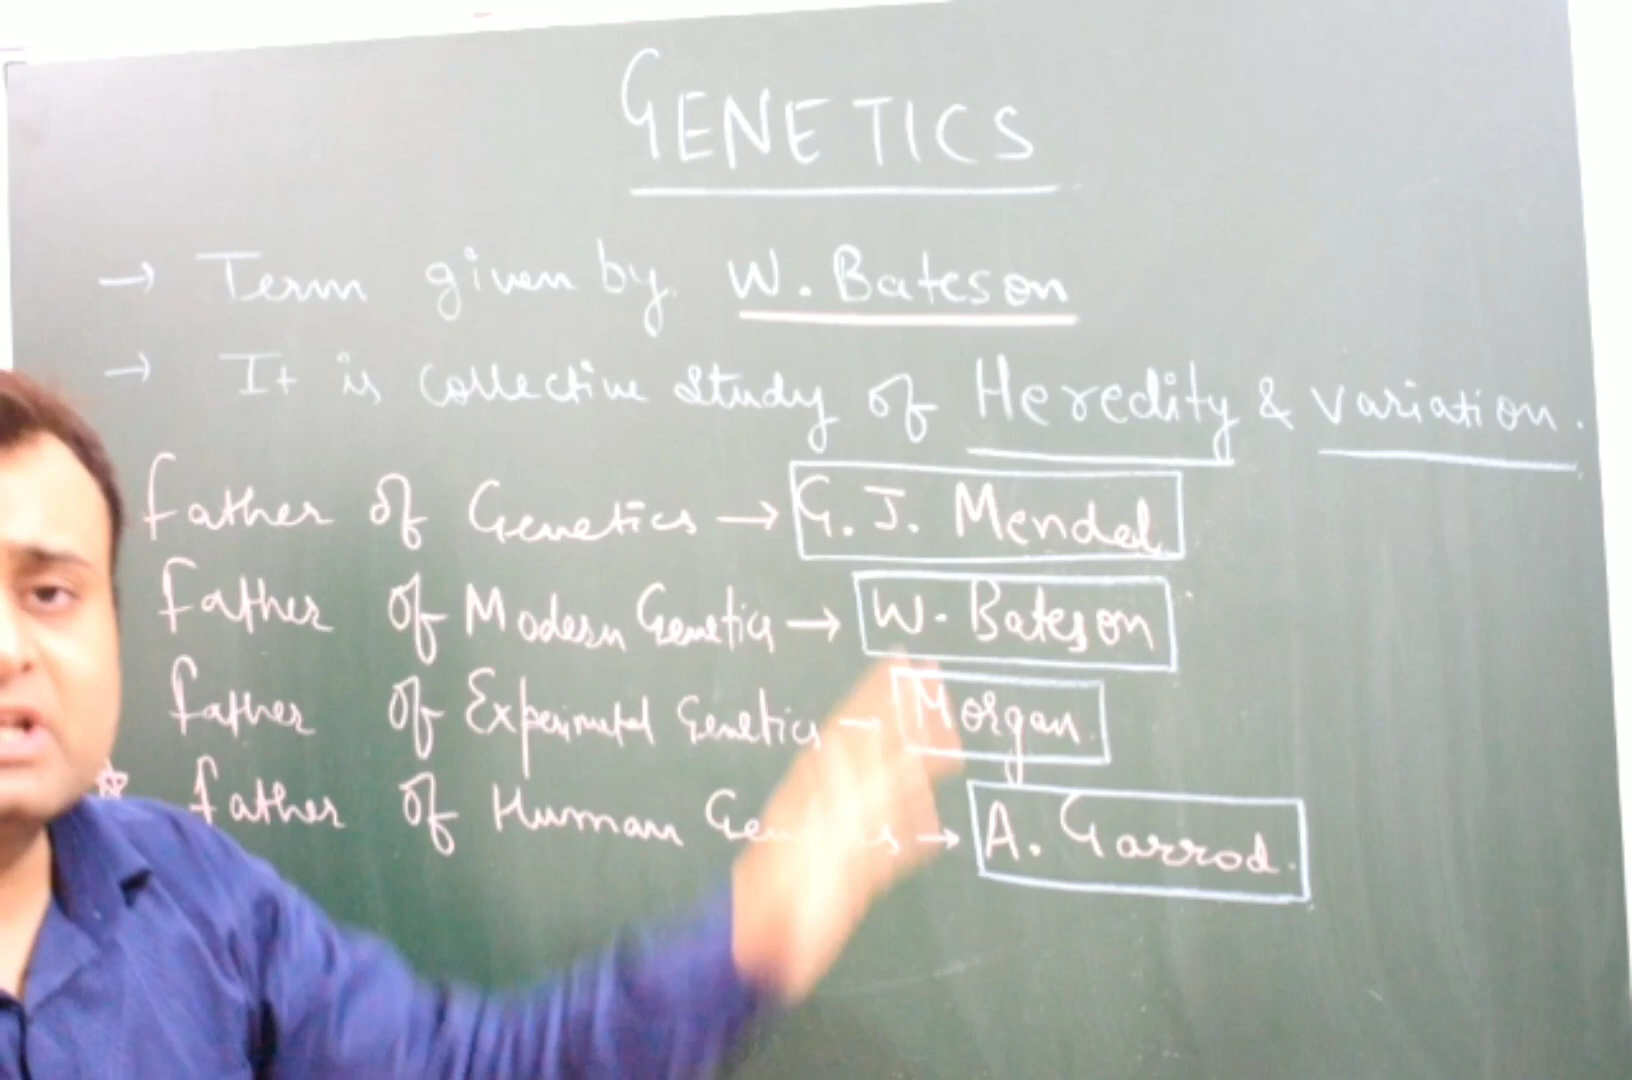 GENETICS
→ Term given by W. Bateson
→ It is collective study of Heredity & variation.
Father of Genetics → G. J. Mendel
Father of Modern Genetics → W. Bateson
Father of Experimental Genetics → Morgan.
Father of Human → A. Garrod.